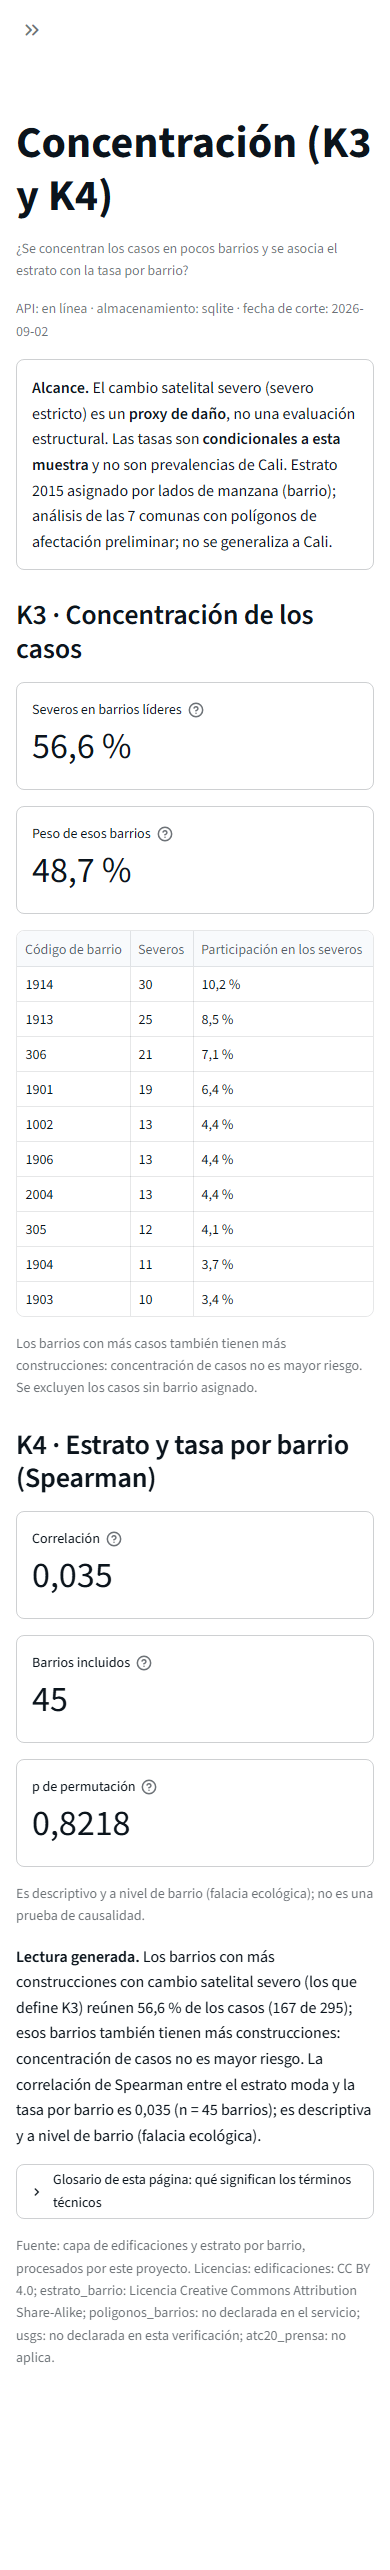 Concentración (K3
y K4)
¿Se concentran los casos en pocos barrios y se asocia el
estrato con la tasa por barrio?
API: en línea · almacenamiento: sqlite · fecha de corte: 2026-
09-02
Alcance. El cambio satelital severo (severo
estricto) es un proxy de daño, no una evaluación
estructural. Las tasas son condicionales a esta
muestra y no son prevalencias de Cali. Estrato
2015 asignado por lados de manzana (barrio);
análisis de las 7 comunas con polígonos de
afectación preliminar; no se generaliza a Cali.
K3 · Concentración de los
casos
Severos en barrios líderes
56,6 %
Peso de esos barrios
48,7 %
Código de barrio Severos Participación en los severos
1914 30 10,2 %
1913 25 8,5 %
306 21 7,1 %
1901 19 6,4 %
1002 13 4,4 %
1906 13 4,4 %
2004 13 4,4 %
305 12 4,1 %
1904 11 3,7 %
1903 10 3,4 %
Los barrios con más casos también tienen más
construcciones: concentración de casos no es mayor riesgo.
Se excluyen los casos sin barrio asignado.
K4 · Estrato y tasa por barrio
(Spearman)
Correlación
0,035
Barrios incluidos
45
p de permutación
0,8218
Es descriptivo y a nivel de barrio (falacia ecológica); no es una
prueba de causalidad.
Lectura generada. Los barrios con más
construcciones con cambio satelital severo (los que
define K3) reúnen 56,6 % de los casos (167 de 295);
esos barrios también tienen más construcciones:
concentración de casos no es mayor riesgo. La
correlación de Spearman entre el estrato moda y la
tasa por barrio es 0,035 (n = 45 barrios); es descriptiva
y a nivel de barrio (falacia ecológica).
Glosario de esta página: qué significan los términos
técnicos
Fuente: capa de edificaciones y estrato por barrio,
procesados por este proyecto. Licencias: edificaciones: CC BY
4.0; estrato_barrio: Licencia Creative Commons Attribution
Share-Alike; poligonos_barrios: no declarada en el servicio;
usgs: no declarada en esta verificación; atc20_prensa: no
aplica.